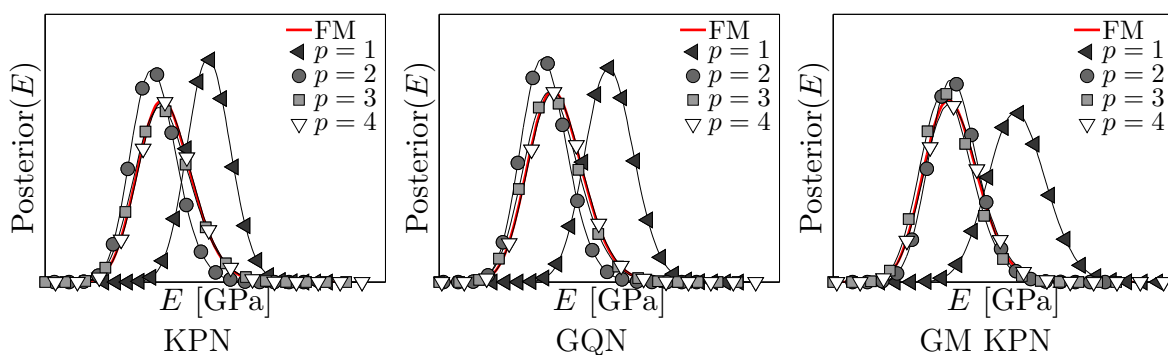 Posterior(E)
FM
p = 1
p = 2
p = 3
p = 4
E [GPa]
KPN
Posterior(E)
FM
p = 1
p = 2
p = 3
p = 4
E [GPa]
GQN
Posterior(E)
FM
p = 1
p = 2
p = 3
p = 4
E [GPa]
GM KPN